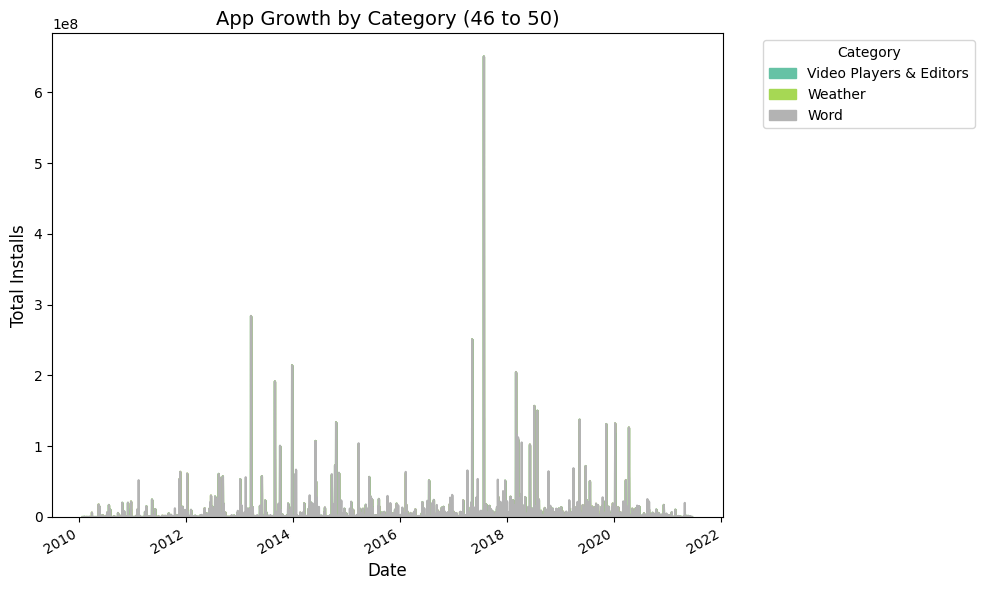 App Growth by Category (46 to 50)
1e8
Total Installs
6
5
4
3
2
1
0
2010
2012
2014
2016
2018
2020
2022
Date
Category
Video Players & Editors
Weather
Word